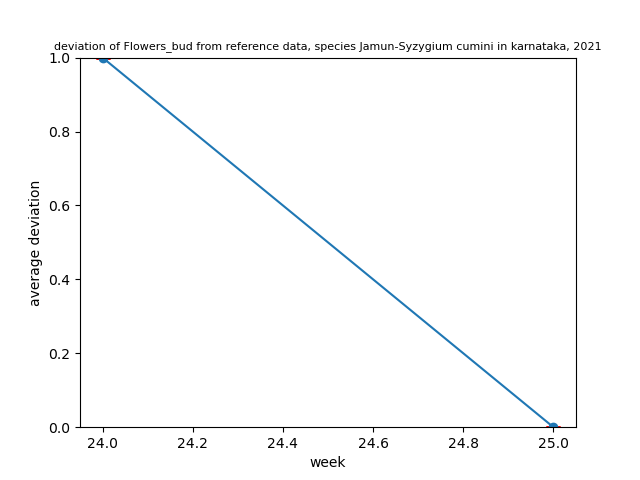 deviation of Flowers_bud from reference data, species Jamun-Syzygium cumini in karnataka, 2021
1.0
0.8
0.6
0.4
0.2
0.0
average deviation
24.0 24.2 24.4 24.6 24.8 25.0
week